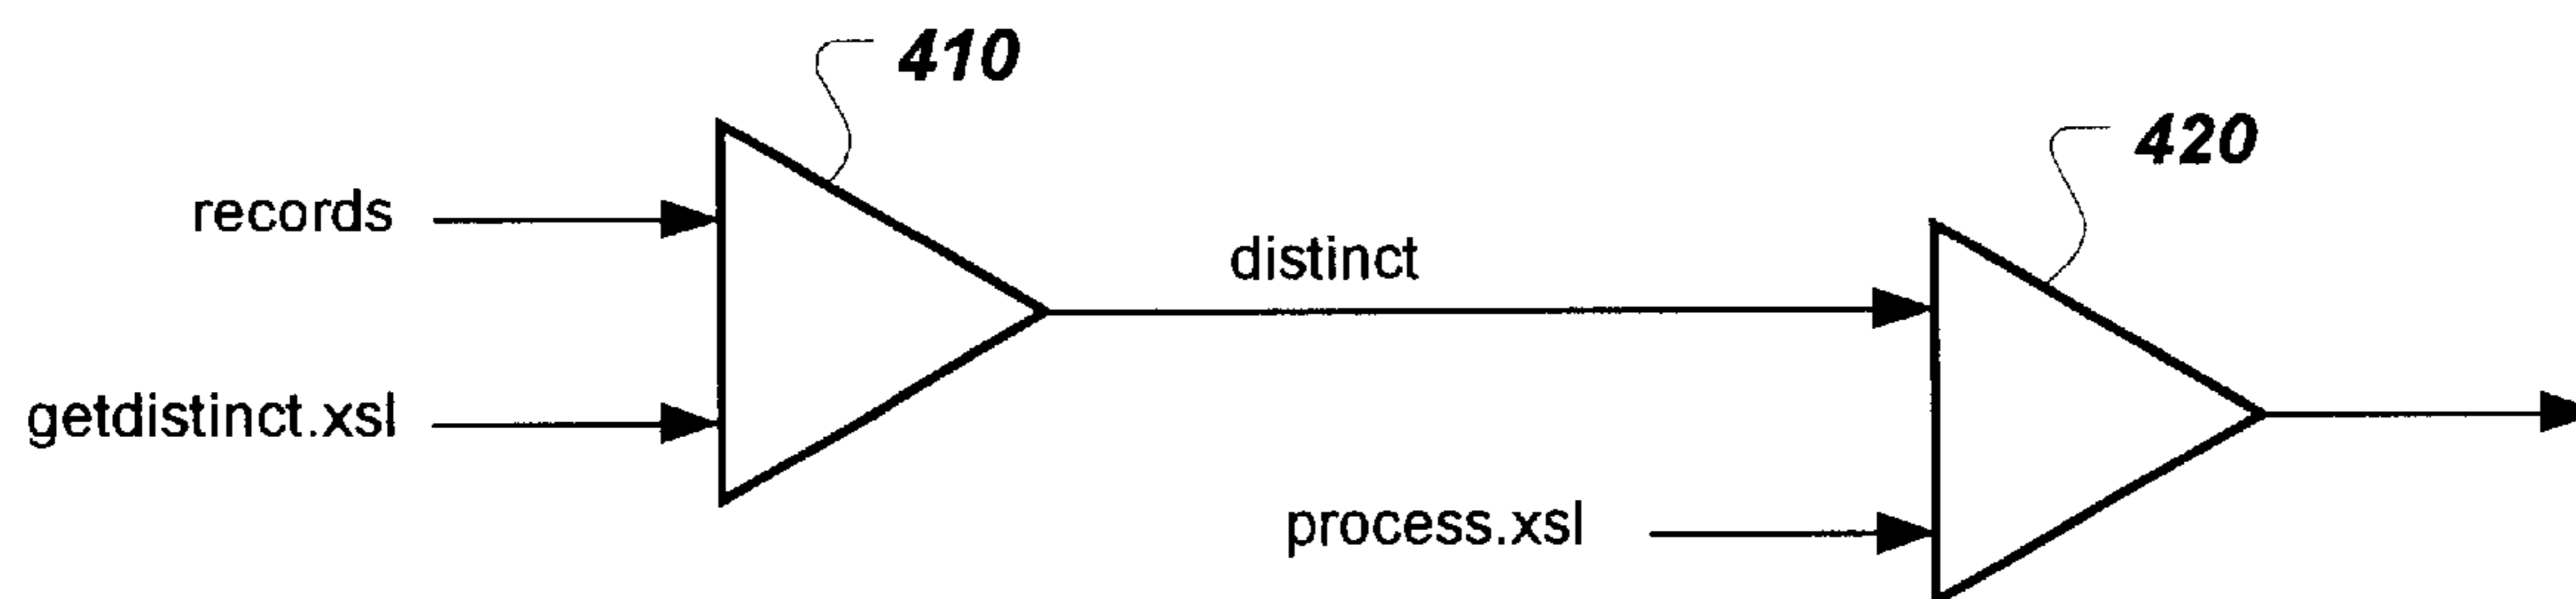 410
420
records
distinct
getdistinct.xsl
process.xsl